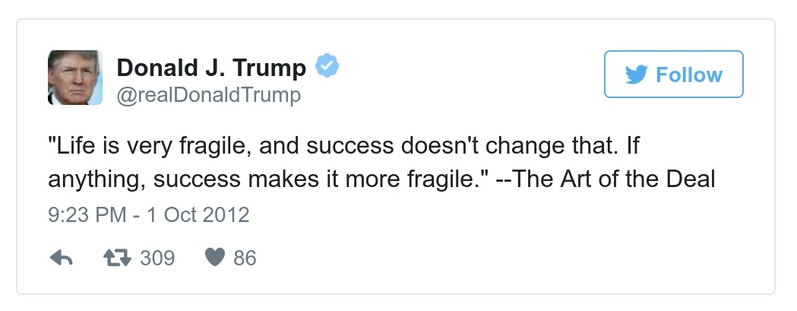 Donald J. Trump
@realDonaldTrump
Follow
"Life is very fragile, and success doesn't change that. If
anything, success makes it more fragile." --The Art of the Deal
9:23 PM - 1 Oct 2012
309 86